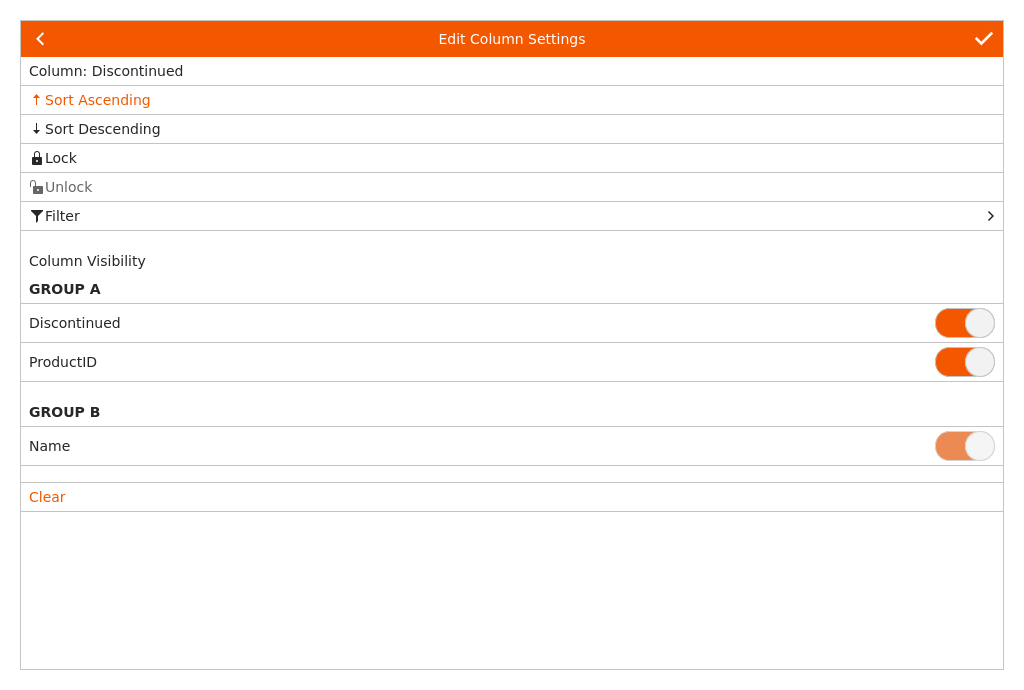 Edit Column Settings
Column: Discontinued
Sort Ascending
Sort Descending
Lock
Unlock
Filter
Column Visibility
GROUP A
Discontinued
ProductID
GROUP B
Name
Clear